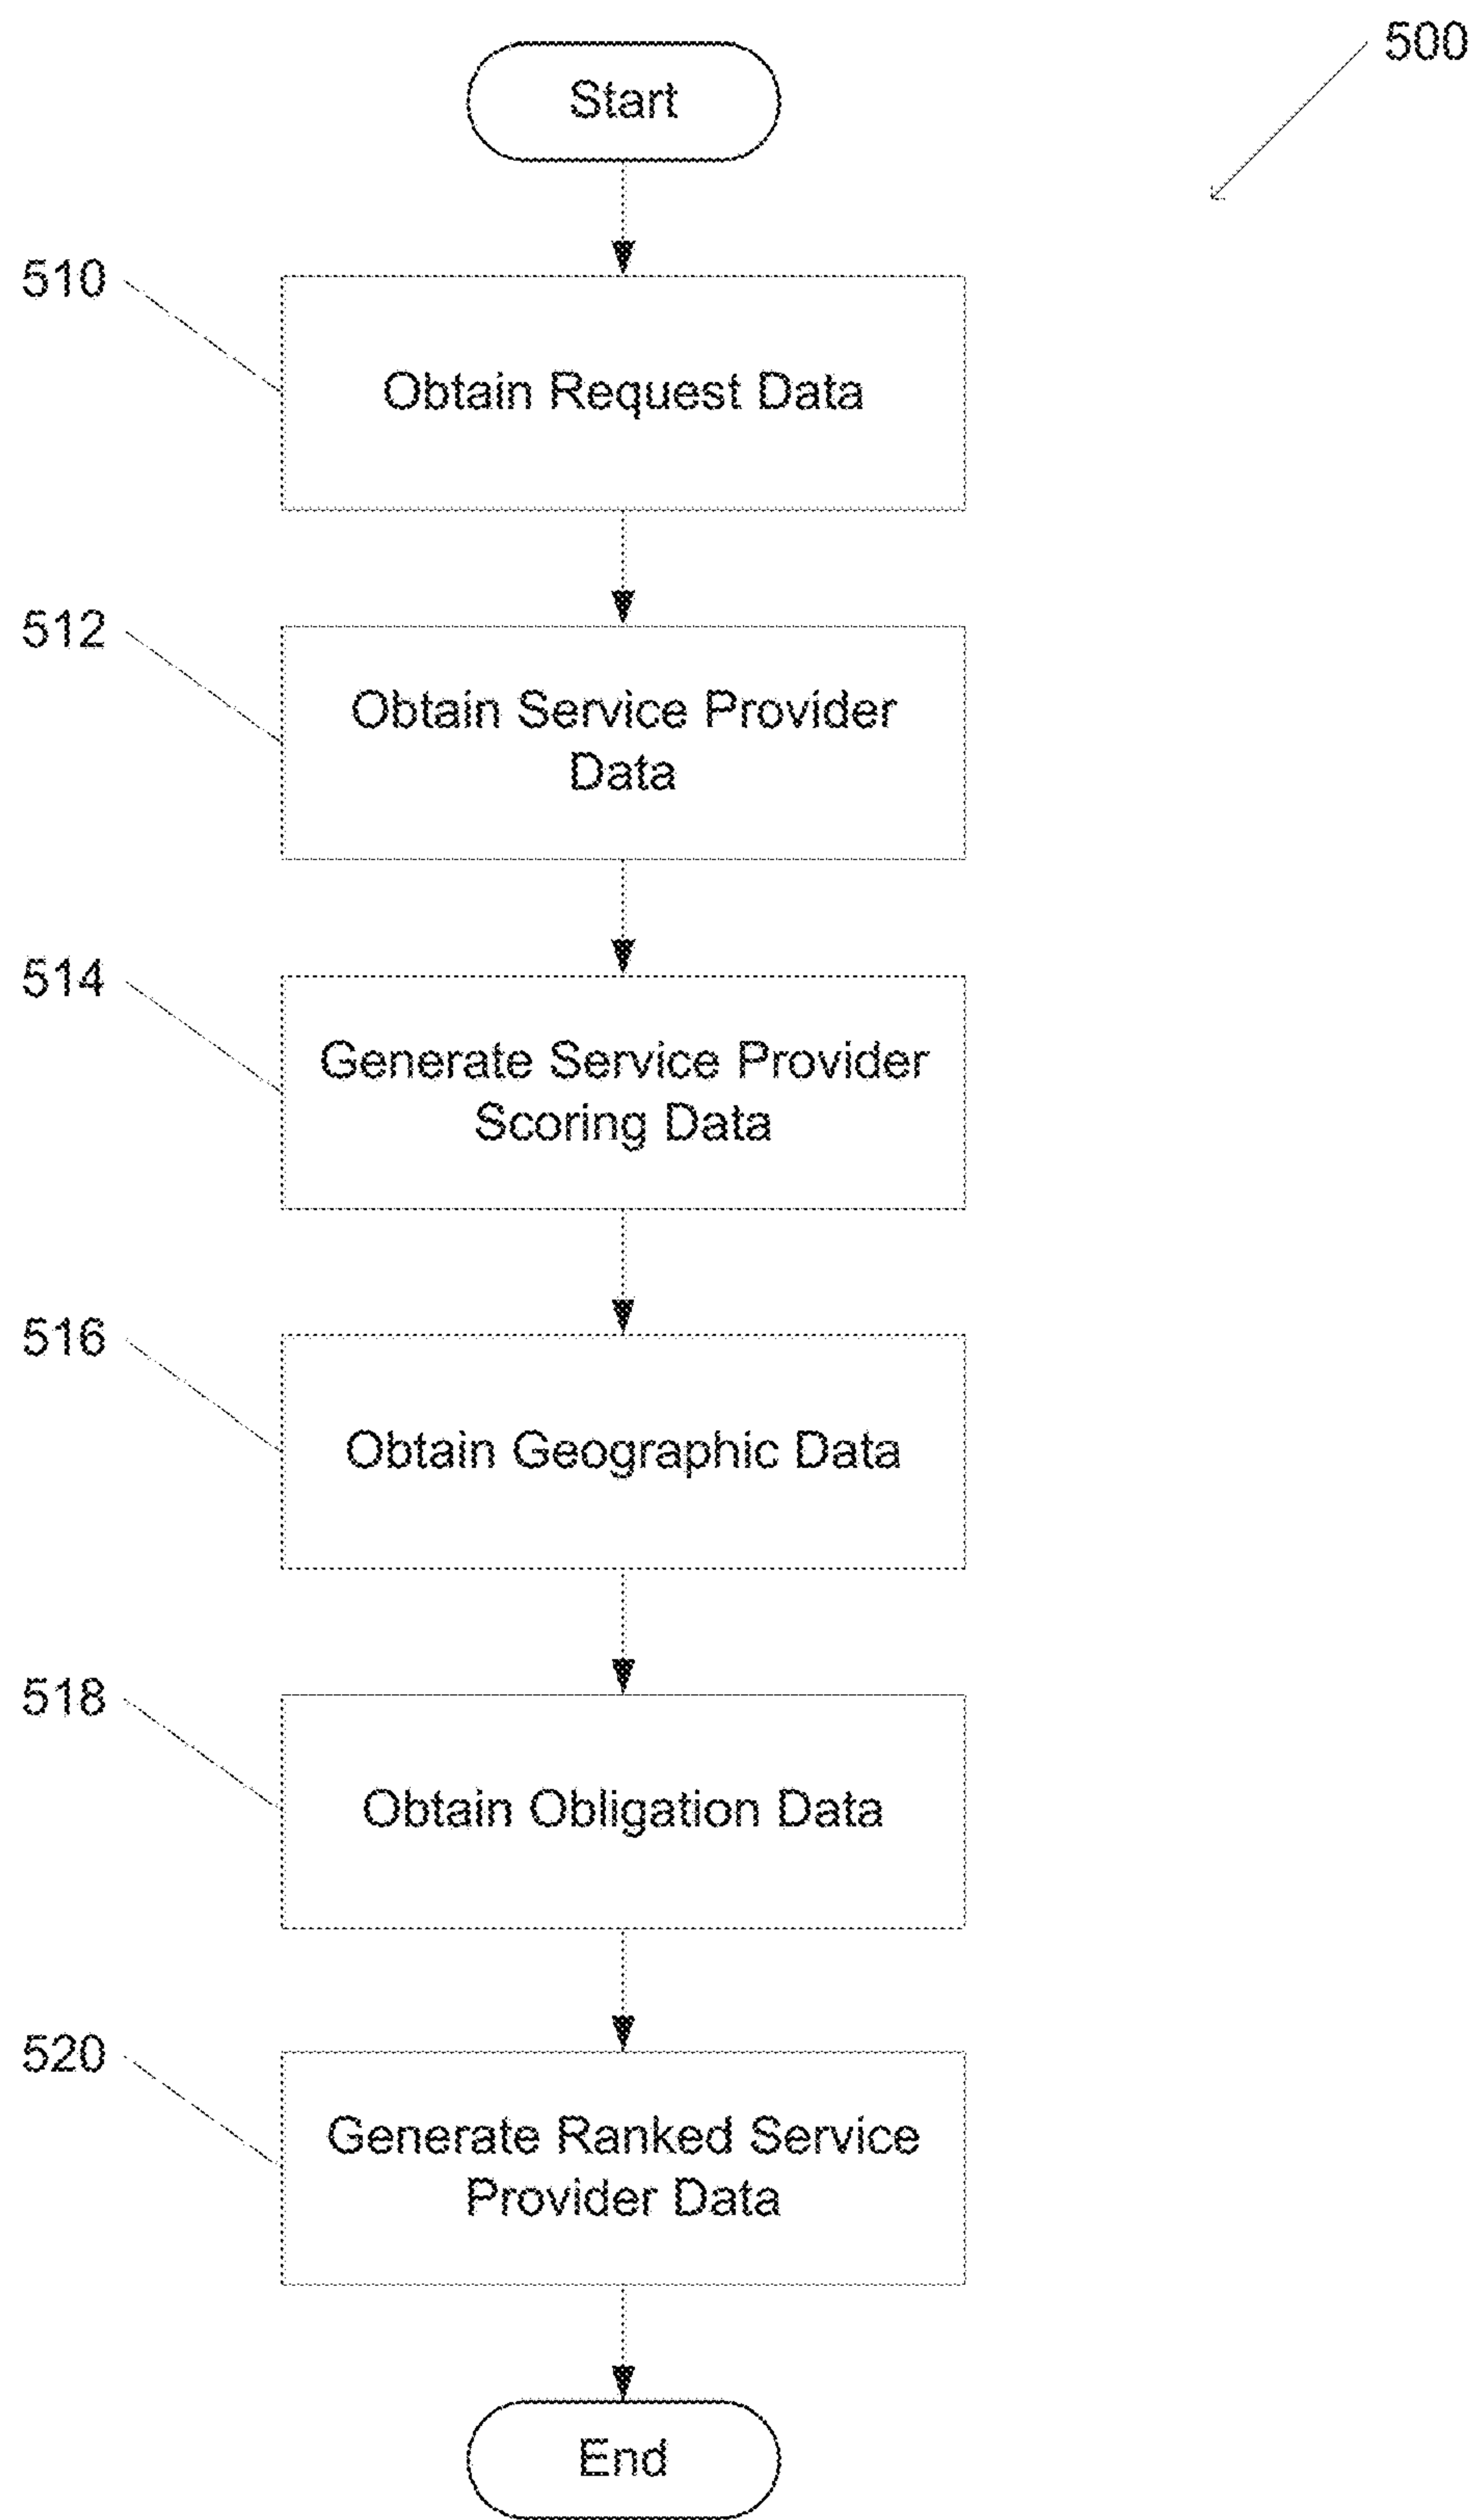 500
Start
510
Obtain Request Data
512
Obtain Service Provider
Data
514
Generate Service Provider
Scoring Data
516
Obtain Geographic Data
518
Obtain Obligation Data
520
Generate Ranked Service
Provider Data
End